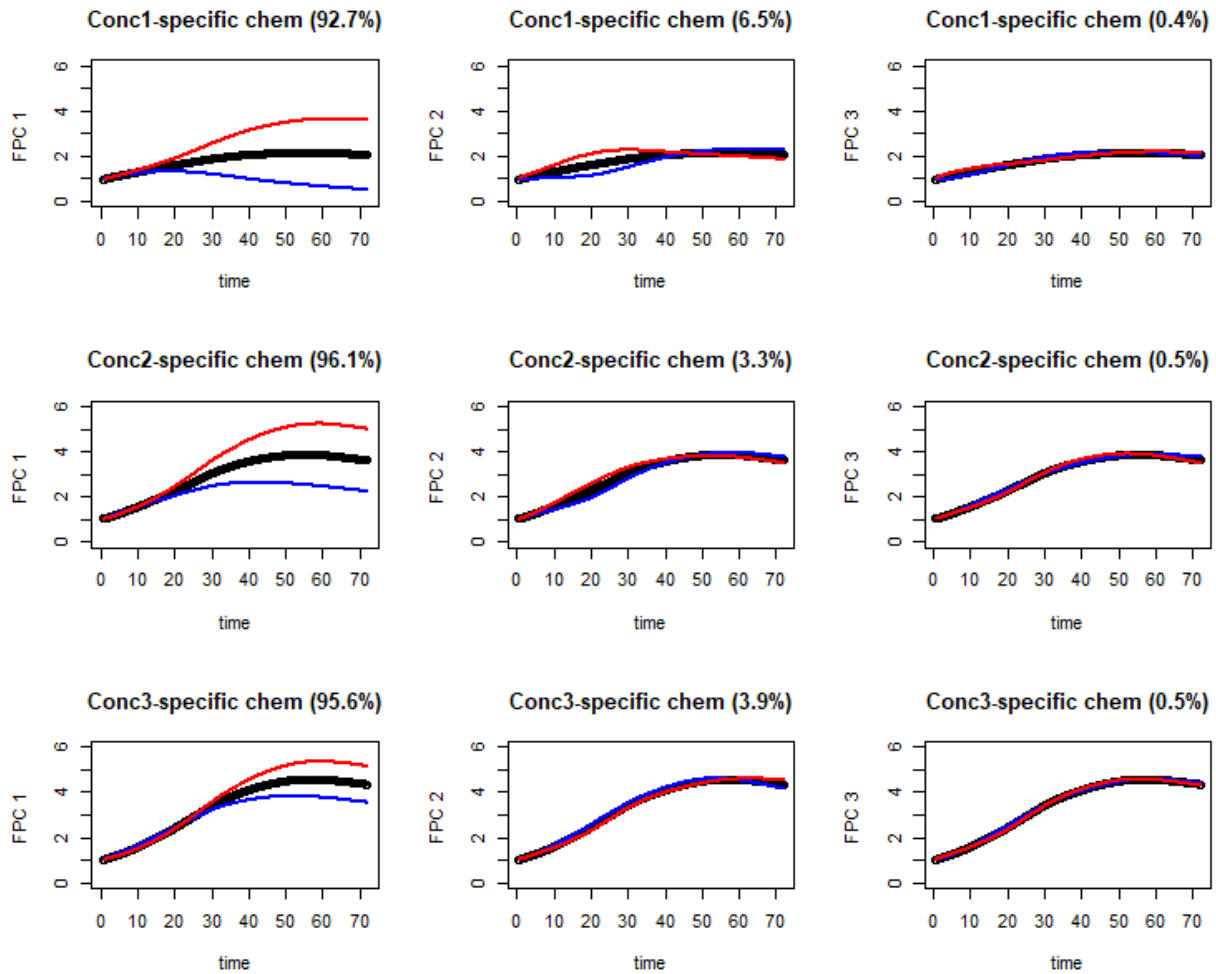 Conc1-specific chem (92.7%)
FPC 1
6
4
2
0
0 10 20 30 40 50 60 70
time
Conc1-specific chem (6.5%)
FPC 2
6
4
2
0
0 10 20 30 40 50 60 70
time
Conc1-specific chem (0.4%)
FPC 3
6
4
2
0
0 10 20 30 40 50 60 70
time
Conc2-specific chem (96.1%)
FPC 1
6
4
2
0
0 10 20 30 40 50 60 70
time
Conc2-specific chem (3.3%)
FPC 2
6
4
2
0
0 10 20 30 40 50 60 70
time
Conc2-specific chem (0.5%)
FPC 3
6
4
2
0
0 10 20 30 40 50 60 70
time
Conc3-specific chem (95.6%)
FPC 1
6
4
2
0
0 10 20 30 40 50 60 70
time
Conc3-specific chem (3.9%)
FPC 2
6
4
2
0
0 10 20 30 40 50 60 70
time
Conc3-specific chem (0.5%)
FPC 3
6
4
2
0
0 10 20 30 40 50 60 70
time